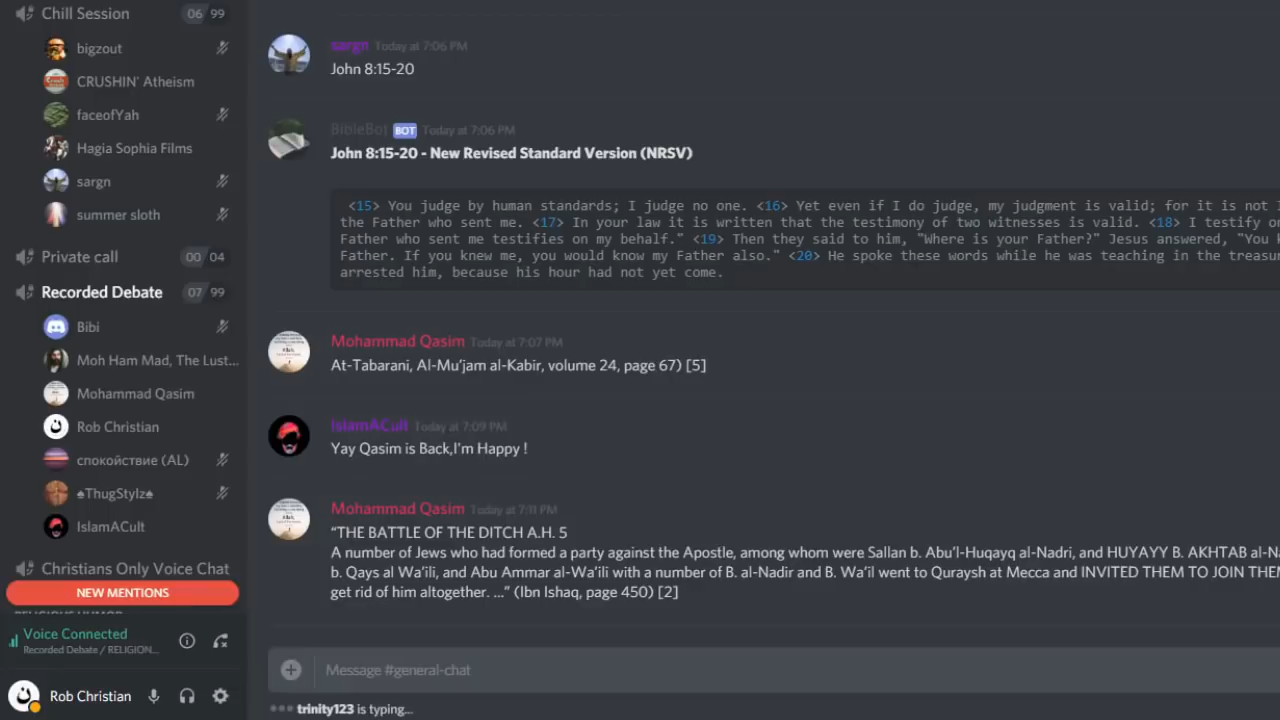 Chill Session 06 99
bigzout
CRUSHIN' Atheism
faceofYah
Hagia Sophia Films
sargn
summer sloth
Private call 00 04
Recorded Debate 07 99
Bibi
Moh Ham Mad, The Lust...
Mohammad Qasim
Rob Christian
спокойствие (AL)
♠ThugStylz♠
IslamACult
Christians Only Voice Chat
NEW MENTIONS
Voice Connected
Recorded Debate / RELIGION...
Rob Christian
sargn Today at 7:06 PM
John 8:15-20
BibleBot BOT Today at 7:06 PM
John 8:15-20 - New Revised Standard Version (NRSV)
<15> You judge by human standards; I judge no one. <16> Yet even if I do judge, my judgment is valid; for it is not I
the Father who sent me. <17> In your law it is written that the testimony of two witnesses is valid. <18> I testify on
Father who sent me testifies on my behalf." <19> Then they said to him, "Where is your Father?" Jesus answered, "You k
Father. If you knew me, you would know my Father also." <20> He spoke these words while he was teaching in the treasur
arrested him, because his hour had not yet come.
Mohammad Qasim Today at 7:07 PM
At-Tabarani, Al-Mu’jam al-Kabir, volume 24, page 67) [5]
IslamACult Today at 7:09 PM
Yay Qasim is Back,I'm Happy !
Mohammad Qasim Today at 7:11 PM
“THE BATTLE OF THE DITCH A.H. 5
A number of Jews who had formed a party against the Apostle, among whom were Sallan b. Abu’l-Huqayq al-Nadri, and HUYAYY B. AKHTAB al-Na
b. Qays al Wa’ili, and Abu Ammar al-Wa’ili with a number of B. al-Nadir and B. Wa’il went to Quraysh at Mecca and INVITED THEM TO JOIN THEM
get rid of him altogether. …” (Ibn Ishaq, page 450) [2]
Message #general-chat
trinity123 is typing...